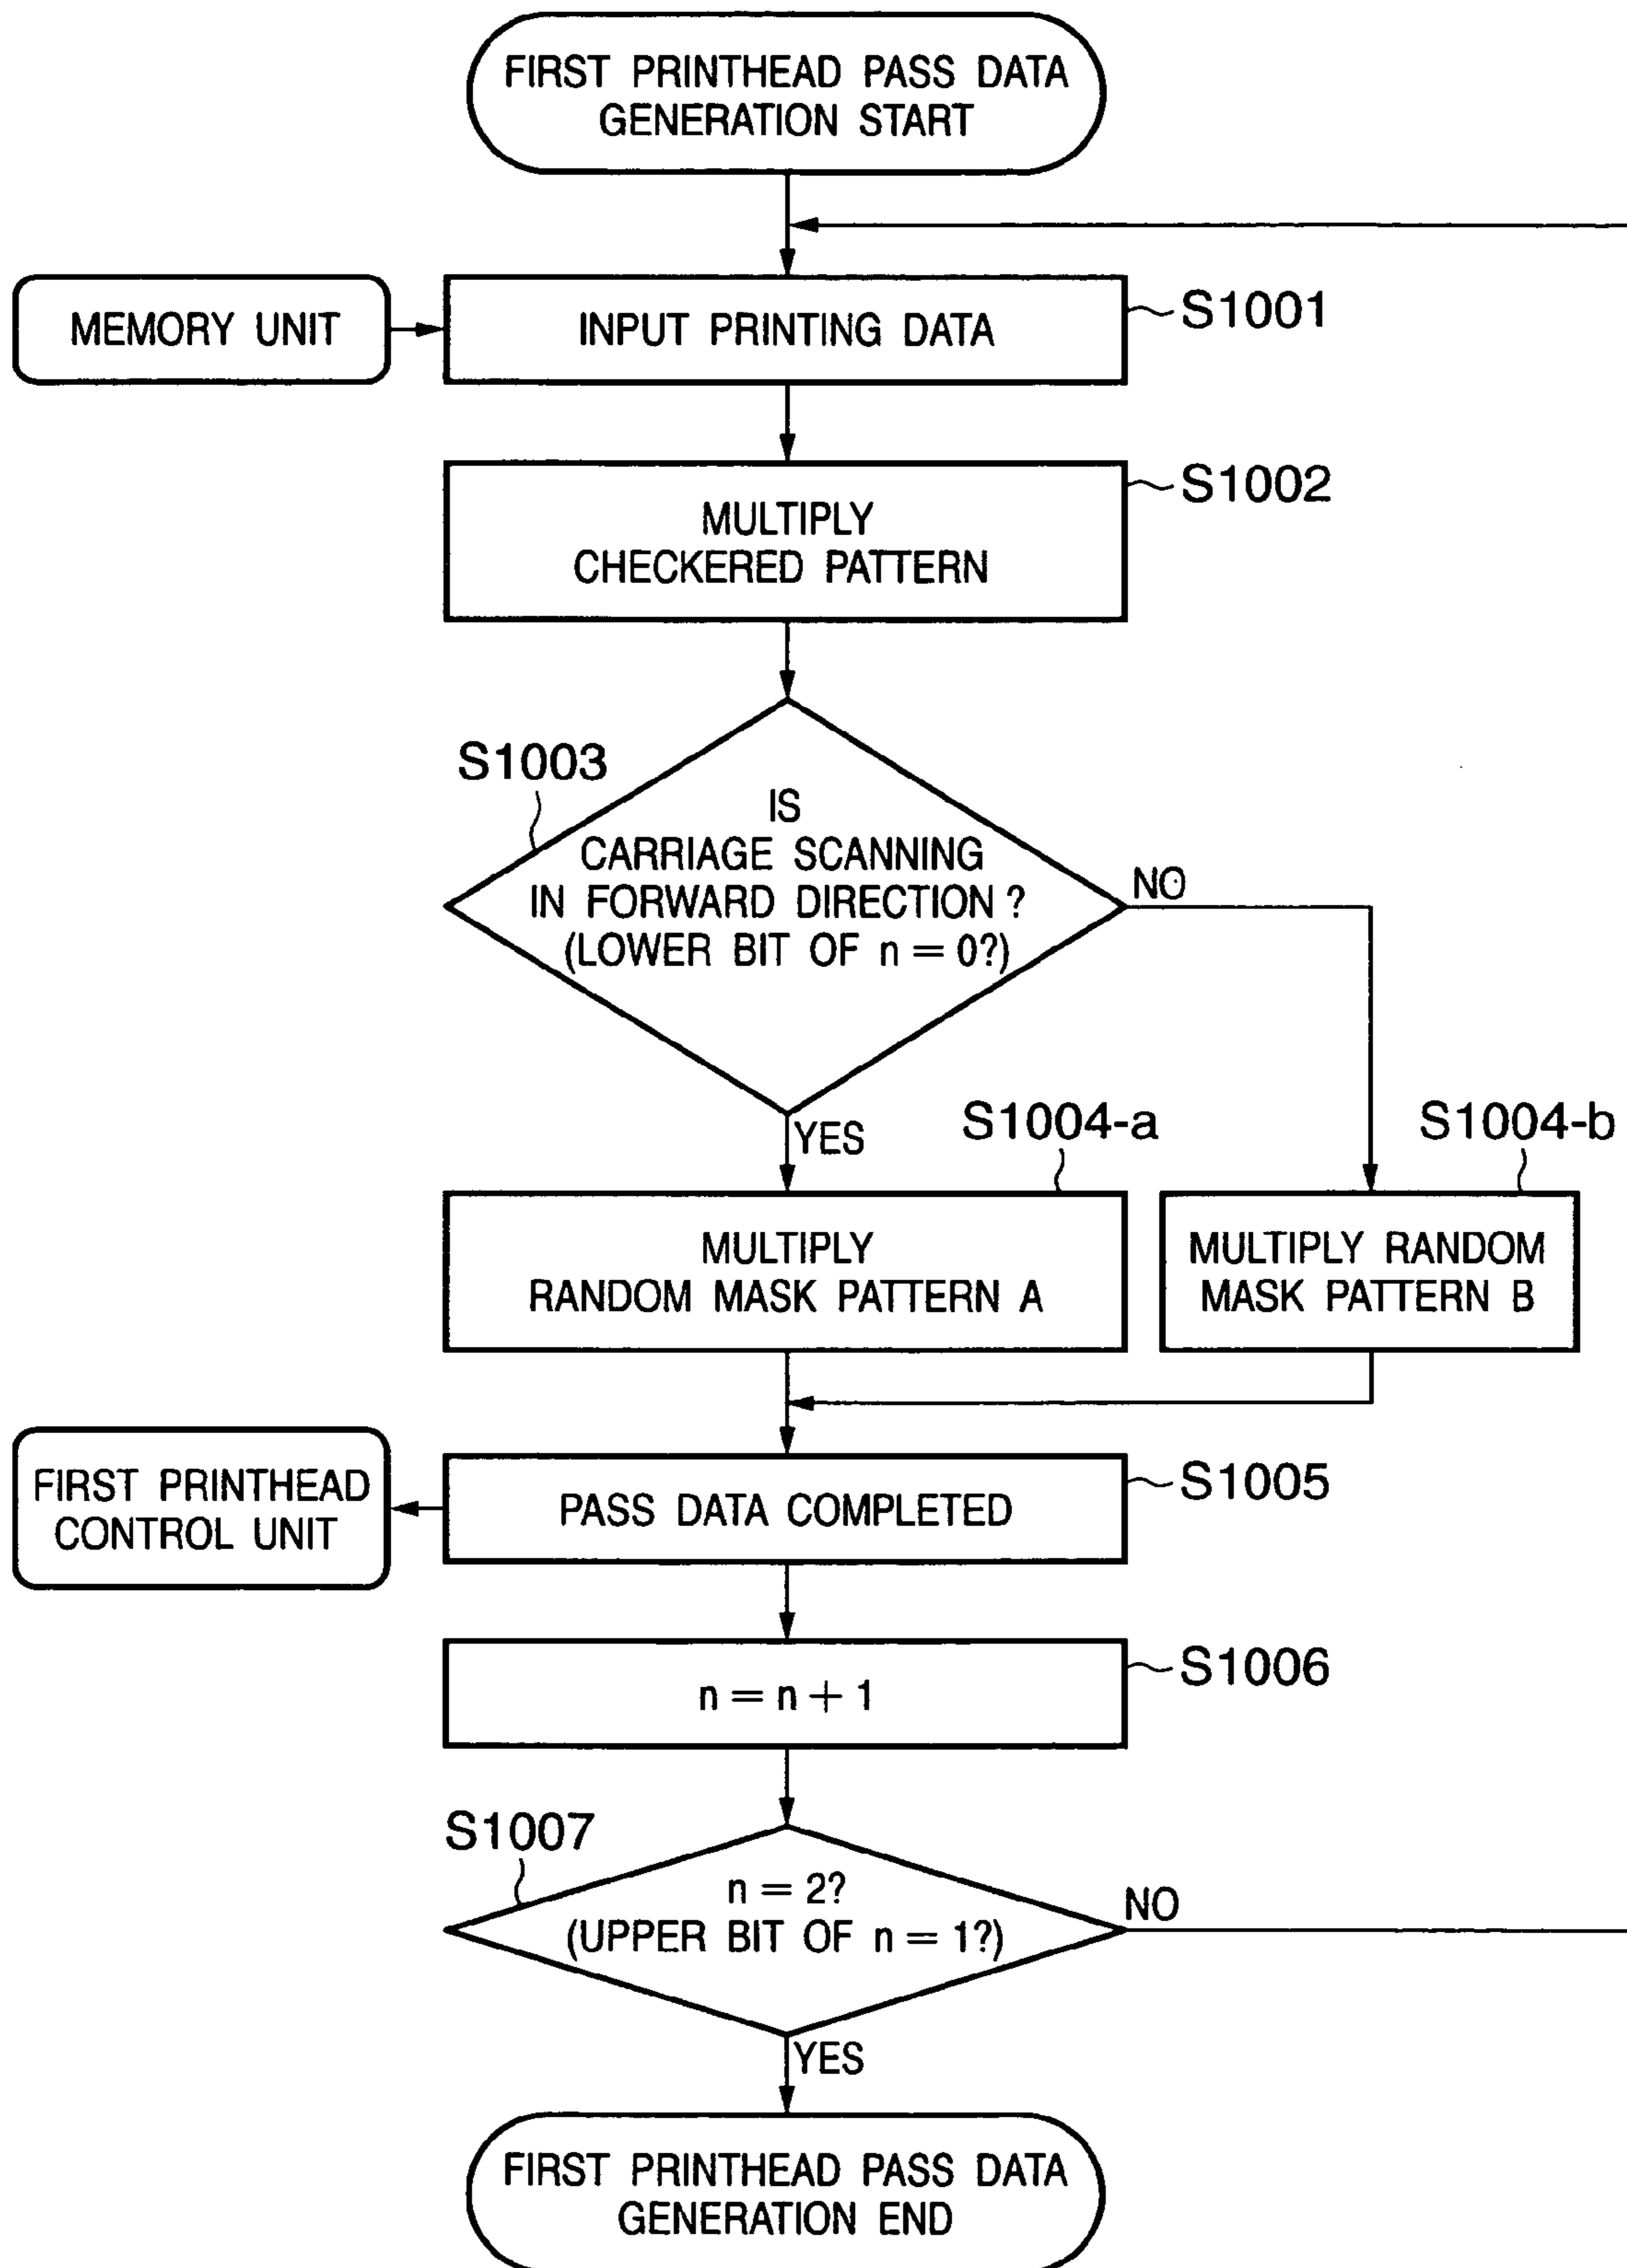 FIRST PRINTHEAD PASS DATA
GENERATION START
MEMORY UNIT
INPUT PRINTING DATA
S1001
MULTIPLY
CHECKERED PATTERN
S1002
S1003
IS
CARRIAGE SCANNING
IN FORWARD DIRECTION ?
(LOWER BIT OF n = 0?)
NO
YES
S1004-a
S1004-b
MULTIPLY
RANDOM MASK PATTERN A
MULTIPLY RANDOM
MASK PATTERN B
FIRST PRINTHEAD
CONTROL UNIT
PASS DATA COMPLETED
S1005
n = n + 1
S1006
S1007
n = 2?
(UPPER BIT OF n = 1?)
NO
YES
FIRST PRINTHEAD PASS DATA
GENERATION END